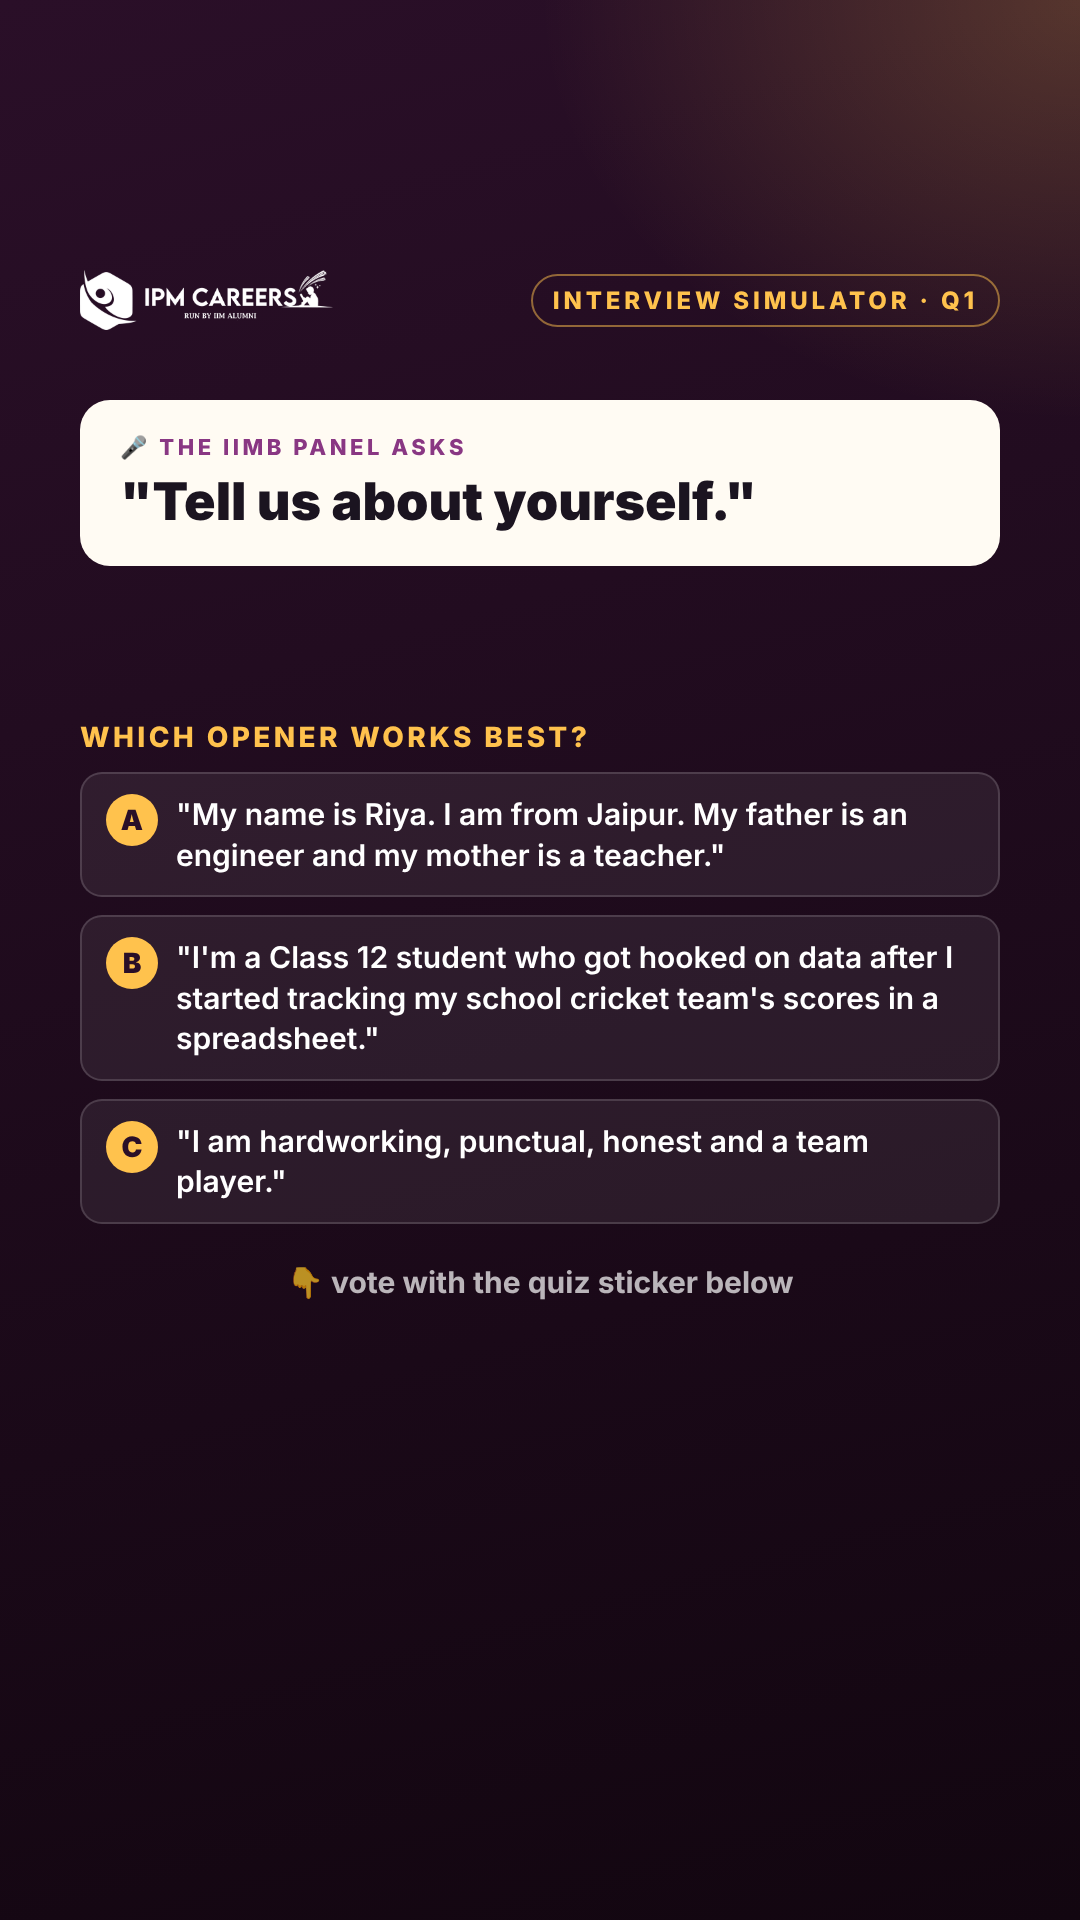 IPM CAREERS
RUN BY IIM ALUMNI
INTERVIEW SIMULATOR · Q1
🎤 THE IIMB PANEL ASKS
"Tell us about yourself."
WHICH OPENER WORKS BEST?
A
"My name is Riya. I am from Jaipur. My father is an
engineer and my mother is a teacher."
B
"I'm a Class 12 student who got hooked on data after I
started tracking my school cricket team's scores in a
spreadsheet."
C
"I am hardworking, punctual, honest and a team
player."
👇 vote with the quiz sticker below